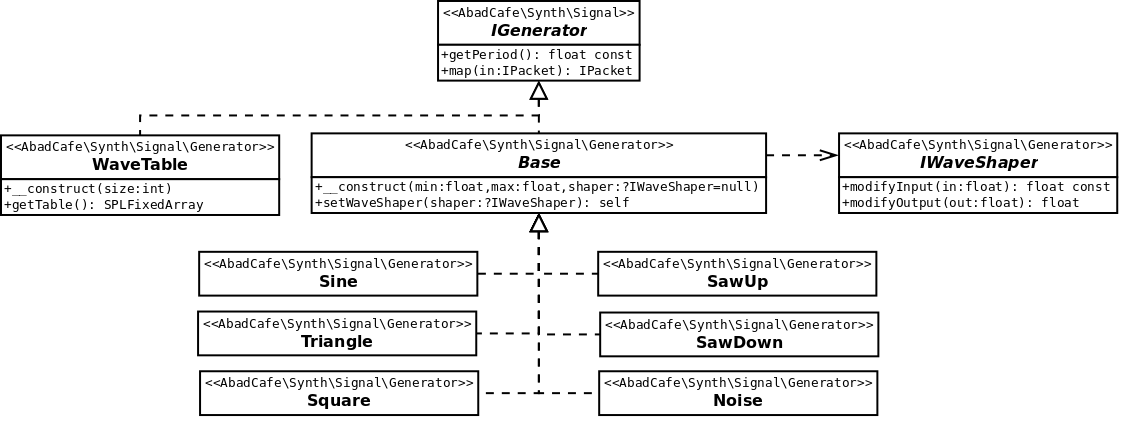 <<AbadCafe\Synth\Signal>>
IGenerator
+getPeriod(): float const
+map(in:IPacket): IPacket
<<AbadCafe\Synth\Signal\Generator>>
WaveTable
+__construct(size:int)
+getTable(): SPLFixedArray
<<AbadCafe\Synth\Signal\Generator>>
Base
+__construct(min:float,max:float,shaper:?IWaveShaper=null)
+setWaveShaper(shaper:?IWaveShaper): self
<<AbadCafe\Synth\Signal\Generator>>
IWaveShaper
+modifyInput(in:float): float const
+modifyOutput(out:float): float
<<AbadCafe\Synth\Signal\Generator>>
Sine
<<AbadCafe\Synth\Signal\Generator>>
SawUp
<<AbadCafe\Synth\Signal\Generator>>
Triangle
<<AbadCafe\Synth\Signal\Generator>>
SawDown
<<AbadCafe\Synth\Signal\Generator>>
Square
<<AbadCafe\Synth\Signal\Generator>>
Noise